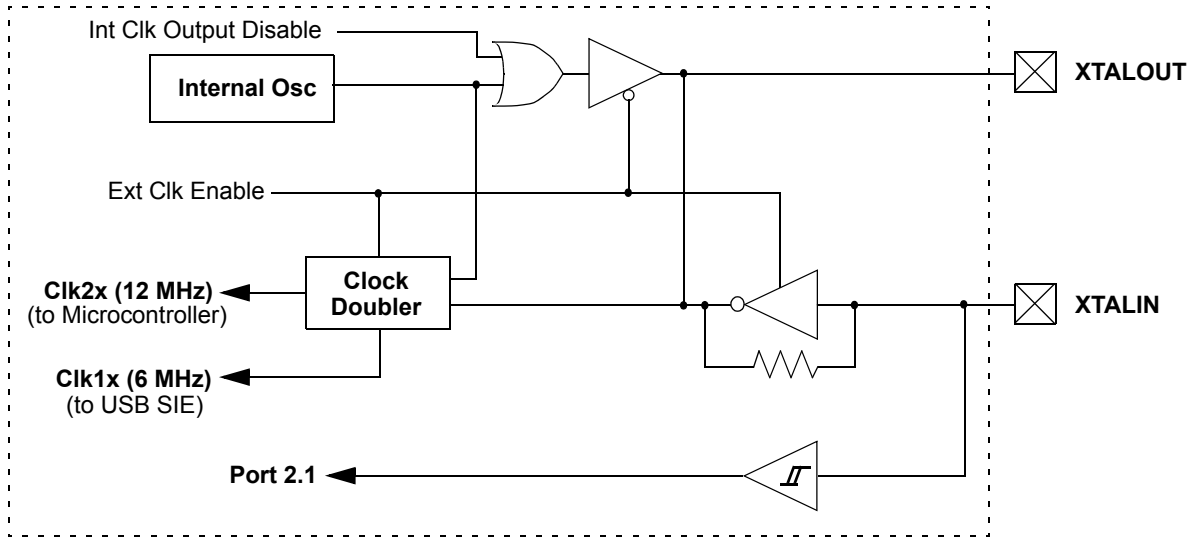 Int Clk Output Disable
Internal Osc
XTALOUT
Ext Clk Enable
Clock
Doubler
Clk2x (12 MHz)
(to Microcontroller)
XTALIN
Clk1x (6 MHz)
(to USB SIE)
Port 2.1